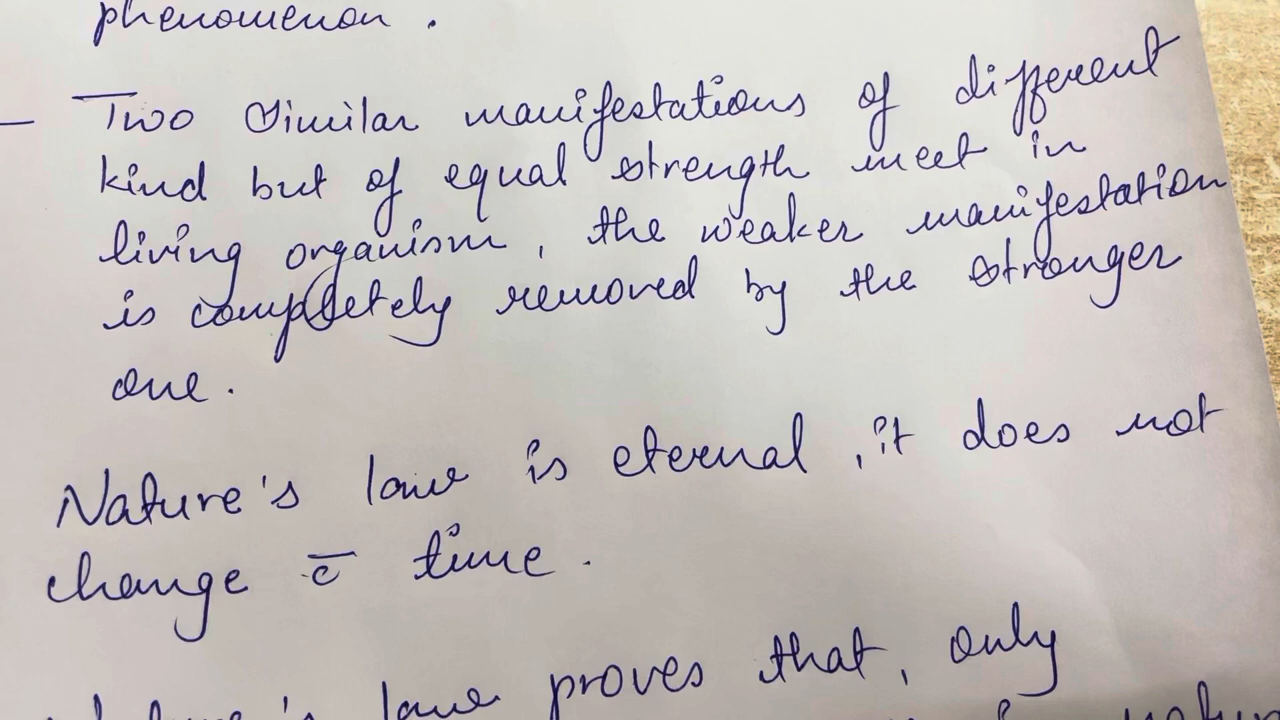 phenomenon .
- Two Similar manifestations of different
kind but of equal strength meet in
living organism , the weaker manifestation
is completely removed by the stronger
one .
Nature's law is eternal , it does not
change c̅ time .
law proves that , only